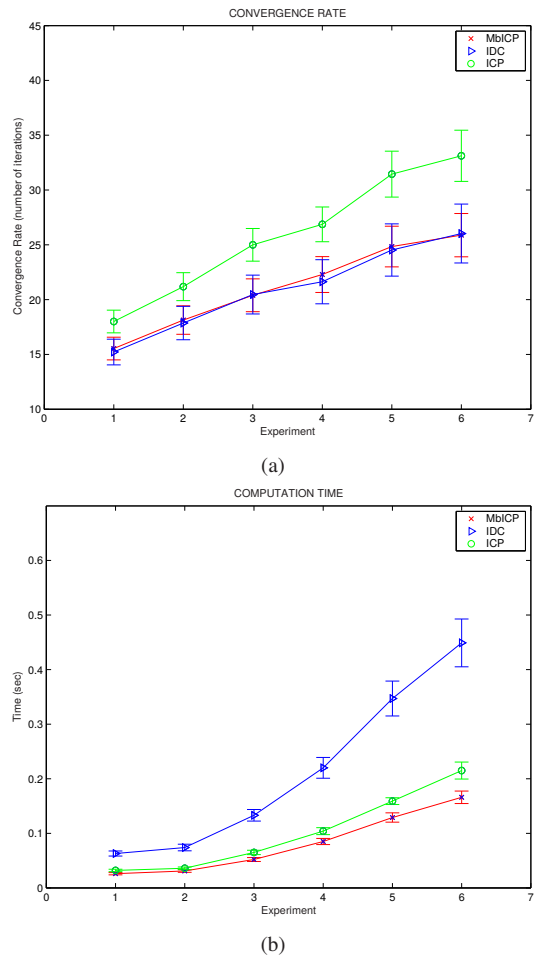 CONVERGENCE RATE
45
40
35
30
25
20
15
10
Convergence Rate (number of iterations)
MbICP
IDC
ICP
0 1 2 3 4 5 6 7
Experiment
(a)
COMPUTATION TIME
0.6
0.5
0.4
0.3
0.2
0.1
0
Time (sec)
MbICP
IDC
ICP
0 1 2 3 4 5 6 7
Experiment
(b)